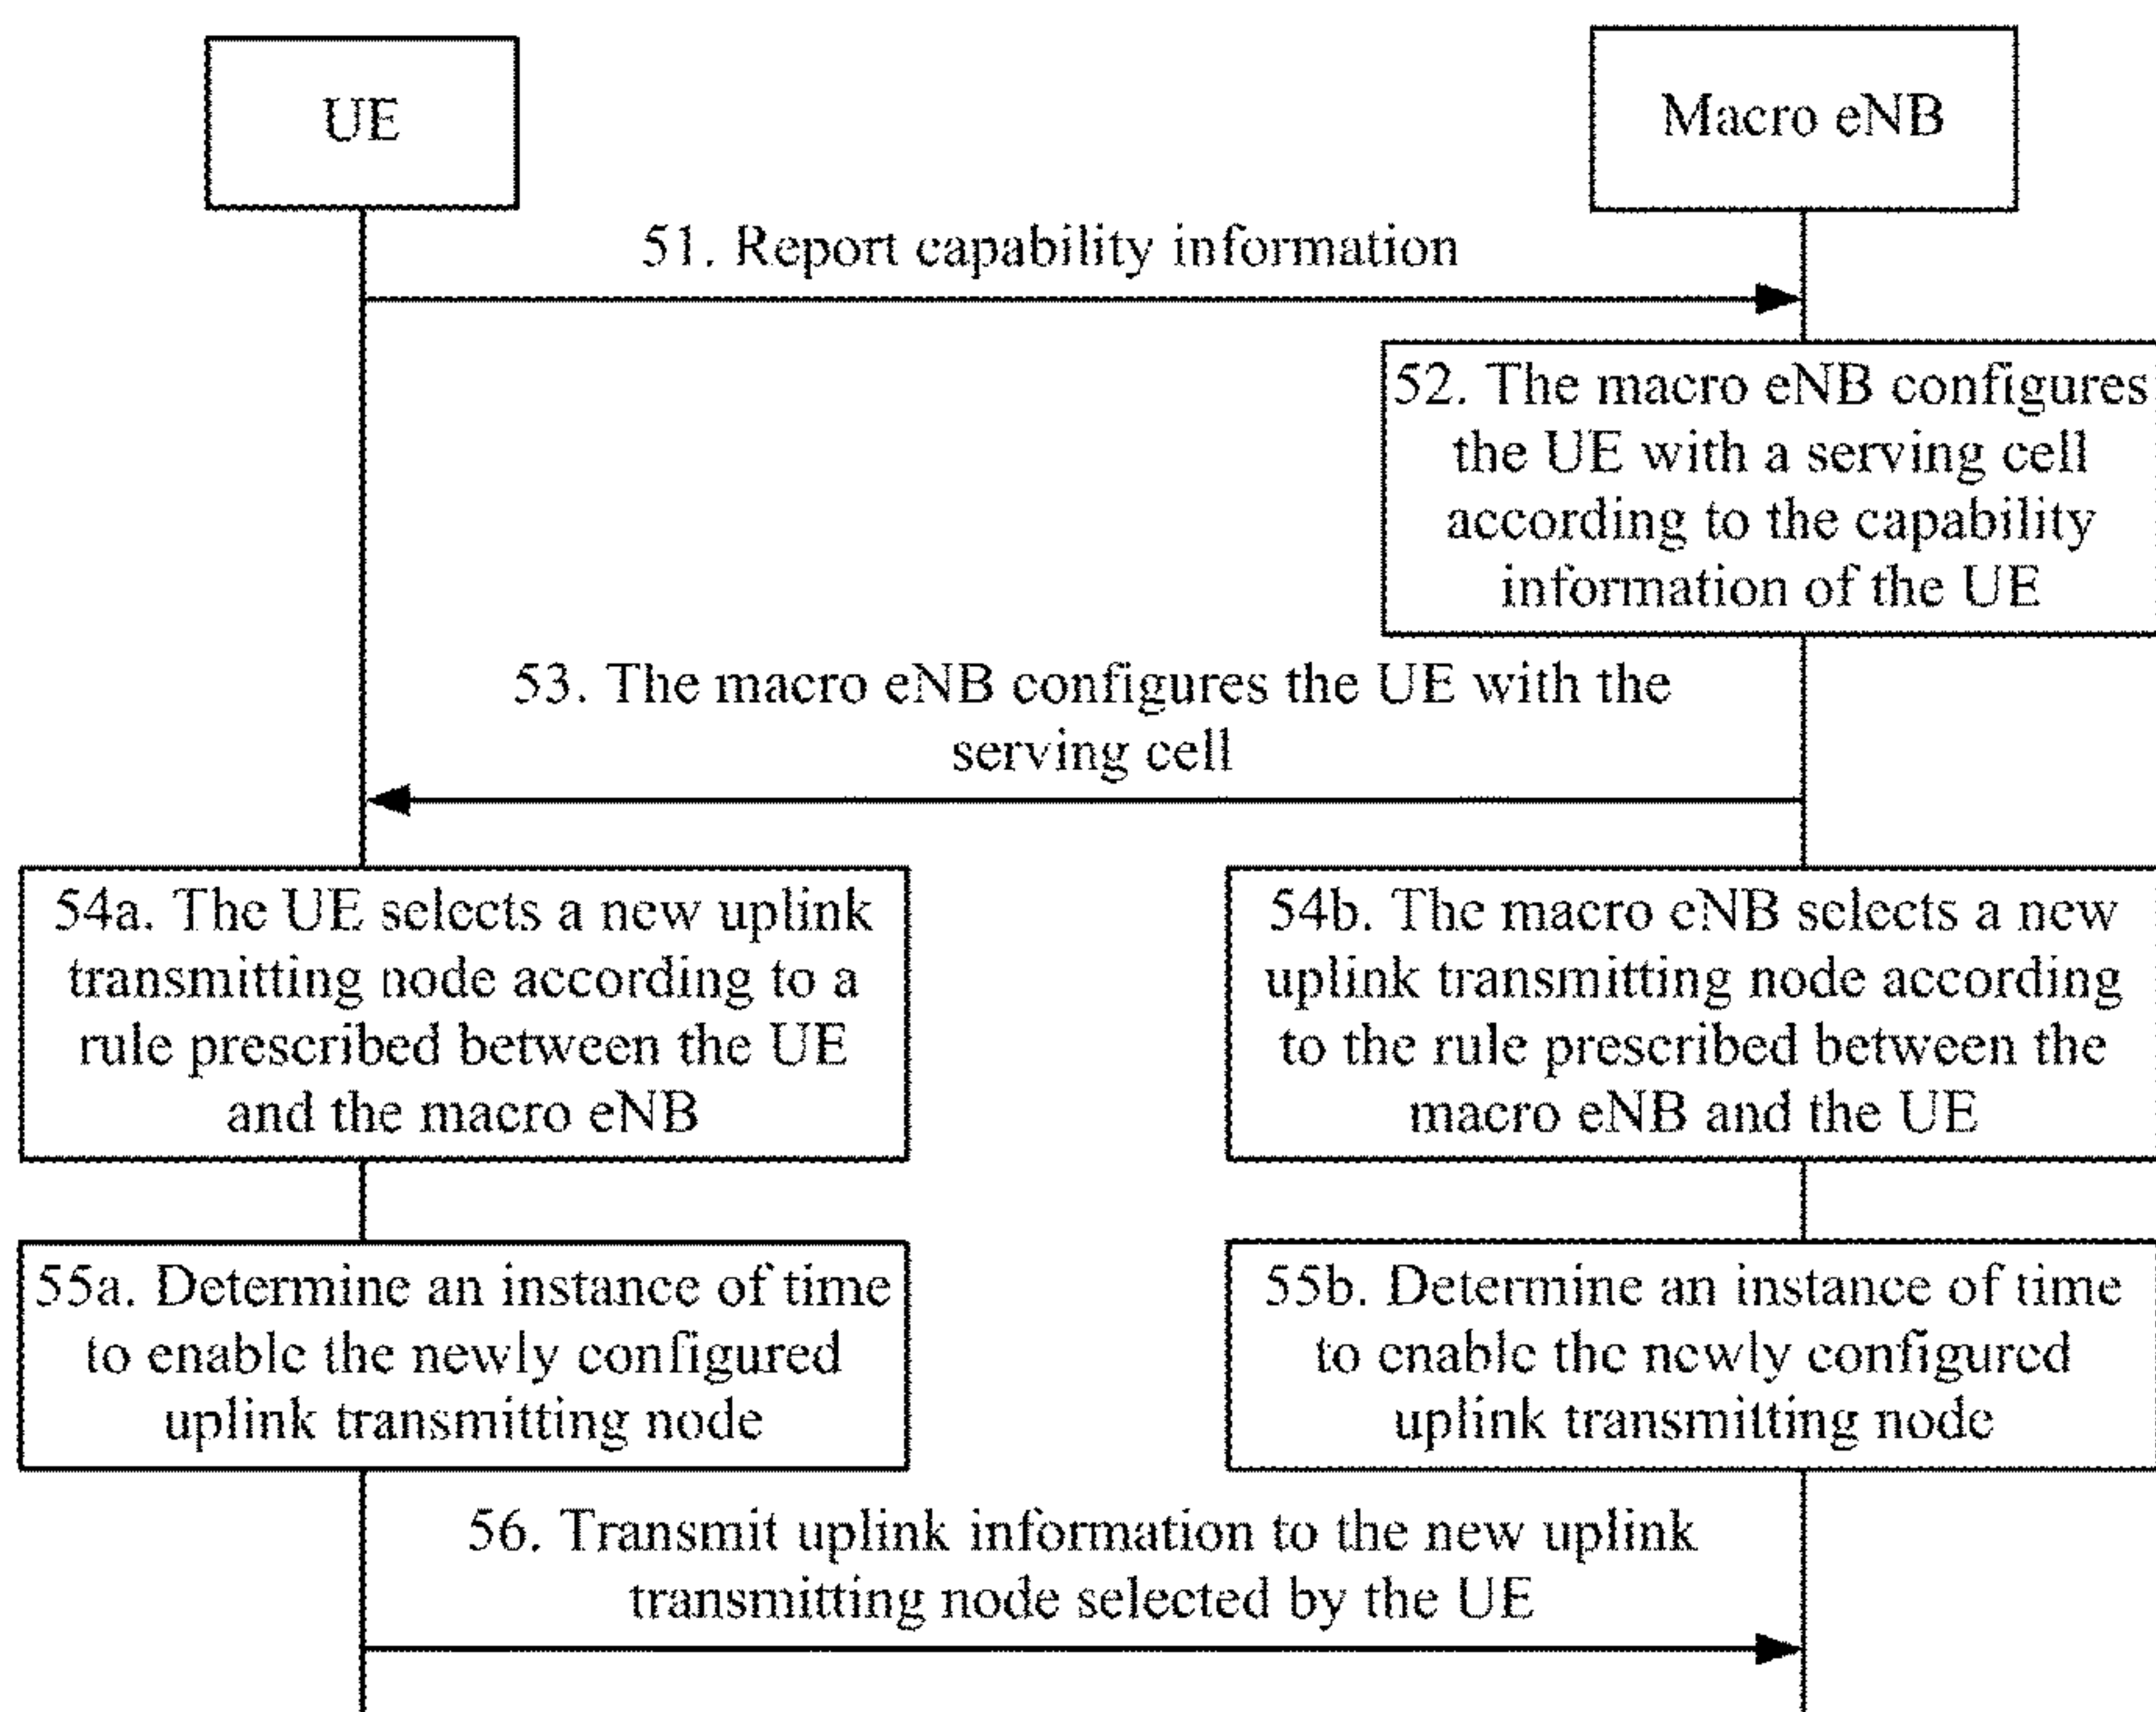 UE
Macro eNB
51. Report capability information
52. The macro eNB configures
the UE with a serving cell
according to the capability
information of the UE
53. The macro eNB configures the UE with the
serving cell
54a. The UE selects a new uplink
transmitting node according to a
rule prescribed between the UE
and the macro eNB
54b. The macro eNB selects a new
uplink transmitting node according
to the rule prescribed between the
macro eNB and the UE
55a. Determine an instance of time
to enable the newly configured
uplink transmitting node
55b. Determine an instance of time
to enable the newly configured
uplink transmitting node
56. Transmit uplink information to the new uplink
transmitting node selected by the UE